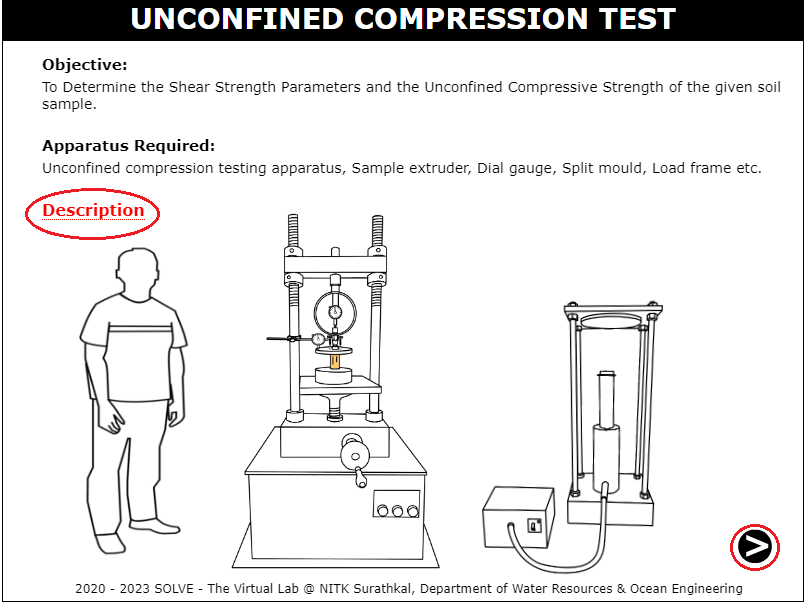 UNCONFINED COMPRESSION TEST
Objective:
To Determine the Shear Strength Parameters and the Unconfined Compressive Strength of the given soil
sample.
Apparatus Required:
Unconfined compression testing apparatus, Sample extruder, Dial gauge, Split mould, Load frame etc.
Description
2020 - 2023 SOLVE - The Virtual Lab @ NITK Surathkal, Department of Water Resources & Ocean Engineering